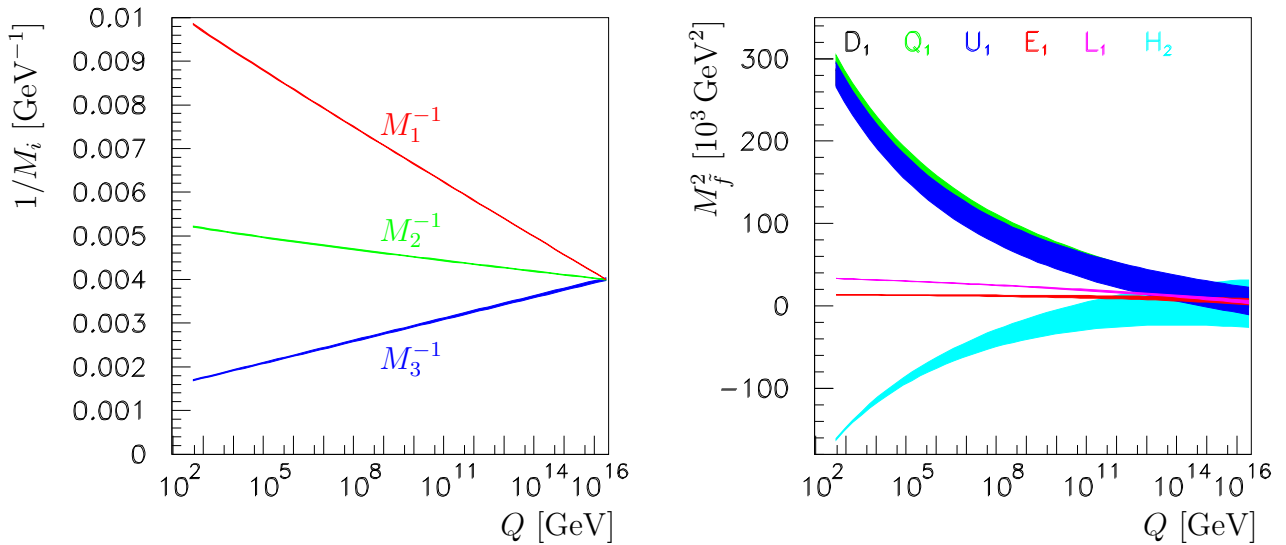 1/M_i [GeV^{-1}]
0.01
0.009
0.008
0.007
0.006
0.005
0.004
0.003
0.002
0.001
0
M_1^{-1}
M_2^{-1}
M_3^{-1}
10^2 10^5 10^8 10^11 10^14 10^16
Q [GeV]
M_{f̃}^2 [10^3 GeV^2]
D_1 Q_1 U_1 E_1 L_1 H_2
300
200
100
0
−100
10^2 10^5 10^8 10^11 10^14 10^16
Q [GeV]